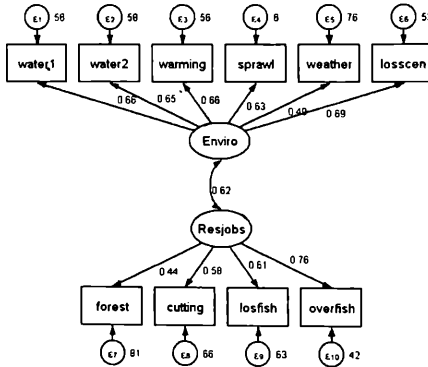 ε1 58 ε2 58 ε3 56 ε4 6 ε5 76 ε6
water1 water2 warming sprawl weather losscen
0.66 0.65 0.66 0.63 0.49 0.69
Enviro
0.62
Resjobs
0.44 0.58 0.61 0.76
forest cutting losfish overfish
ε7 81 ε8 66 ε9 63 ε10 42